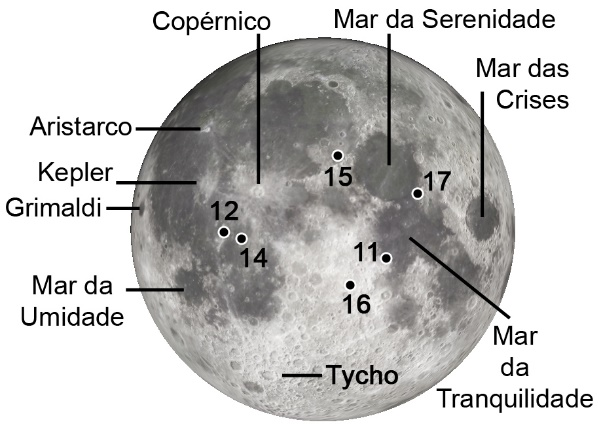 Copérnico
Mar da Serenidade
Mar das
Crises
Aristarco
Kepler
Grimaldi
15
17
12
14
11
16
Mar da
Umidade
Mar
da
Tranquilidade
Tycho